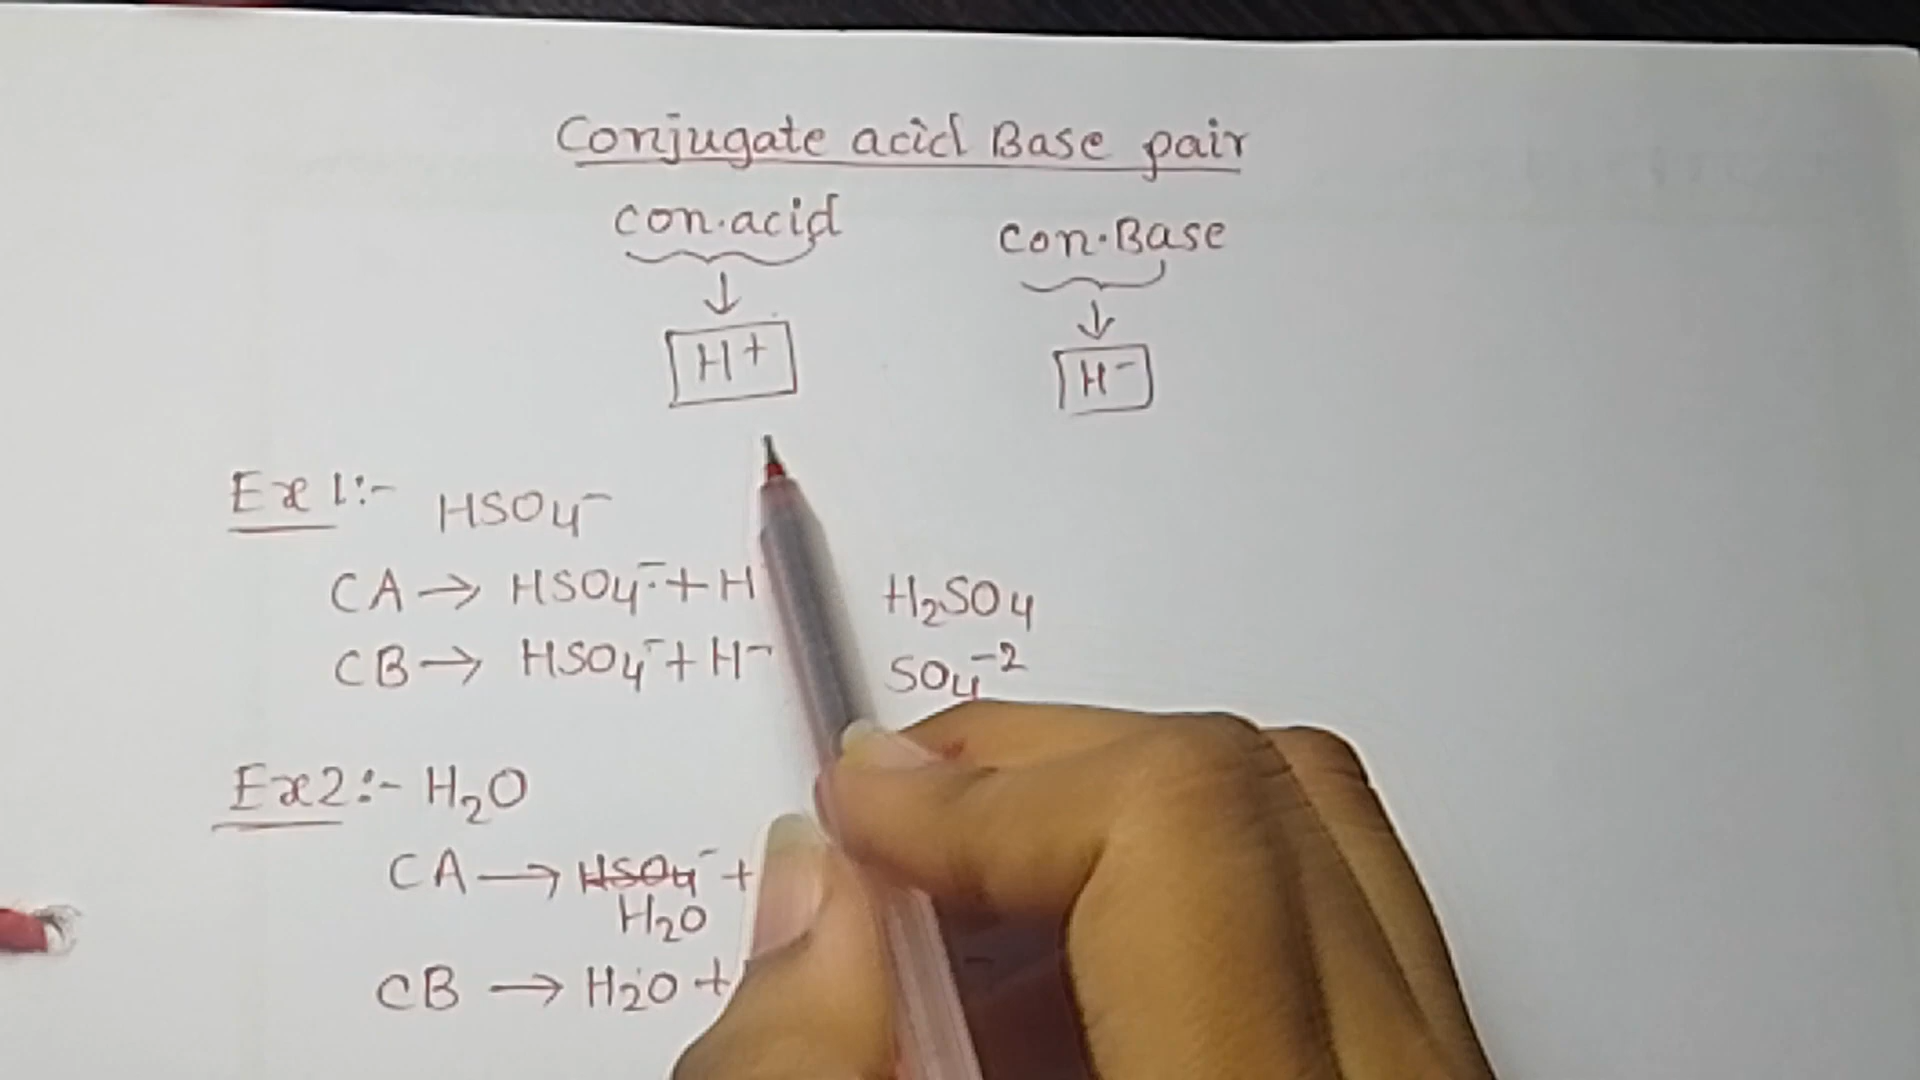 Conjugate acid Base pair
con.acid con.Base
↓ ↓
H+ H-
Ex 1:- HSO4-
CA → HSO4- + H H2SO4
CB → HSO4- + H- SO4-2
Ex2:- H2O
CA → HSO4- +
H2O
CB → H2O +